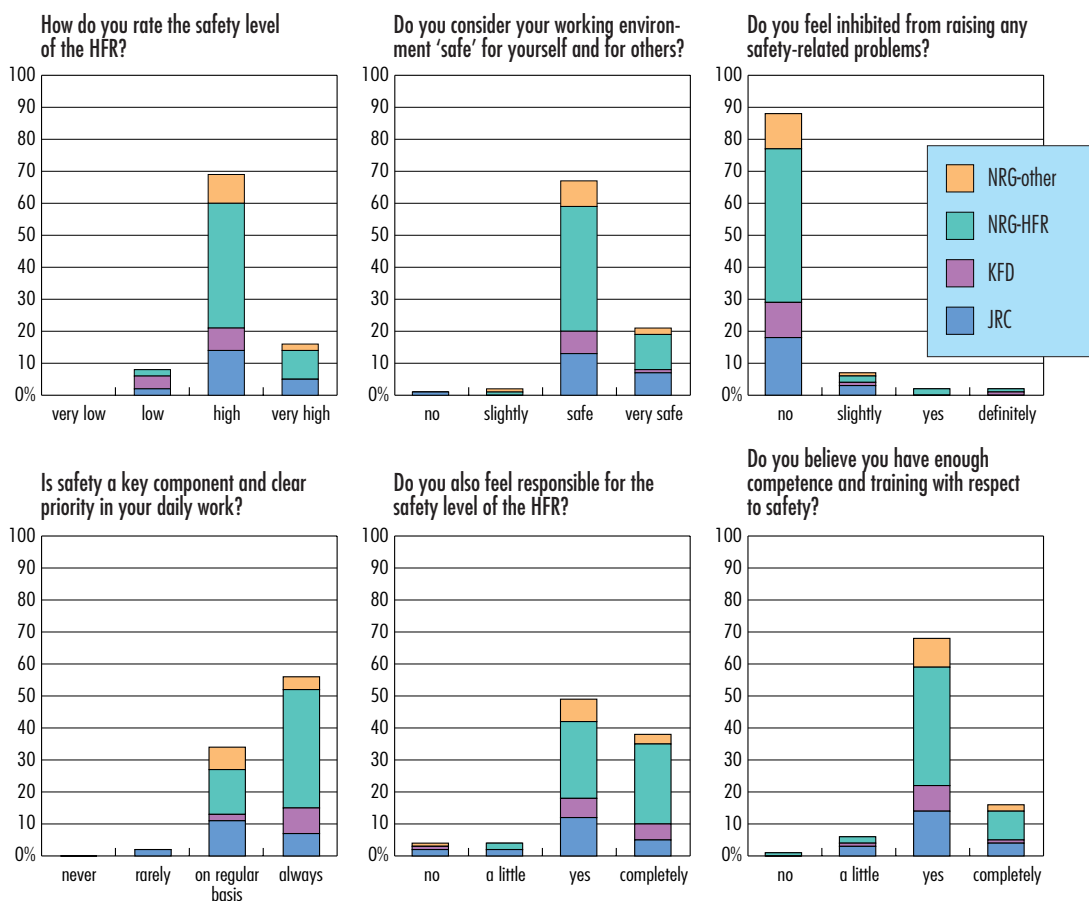 How do you rate the safety level
of the HFR?
100
90
80
70
60
50
40
30
20
10
0%
very low low high very high
Do you consider your working environ-
ment ‘safe’ for yourself and for others?
100
90
80
70
60
50
40
30
20
10
0%
no slightly safe very safe
Do you feel inhibited from raising any
safety-related problems?
100
90
80
70
60
50
40
30
20
10
0%
no slightly yes definitely
NRG-other
NRG-HFR
KFD
JRC
Is safety a key component and clear
priority in your daily work?
100
90
80
70
60
50
40
30
20
10
0%
never rarely on regular always
basis
Do you also feel responsible for the
safety level of the HFR?
100
90
80
70
60
50
40
30
20
10
0%
no a little yes completely
Do you believe you have enough
competence and training with respect
to safety?
100
90
80
70
60
50
40
30
20
10
0%
no a little yes completely